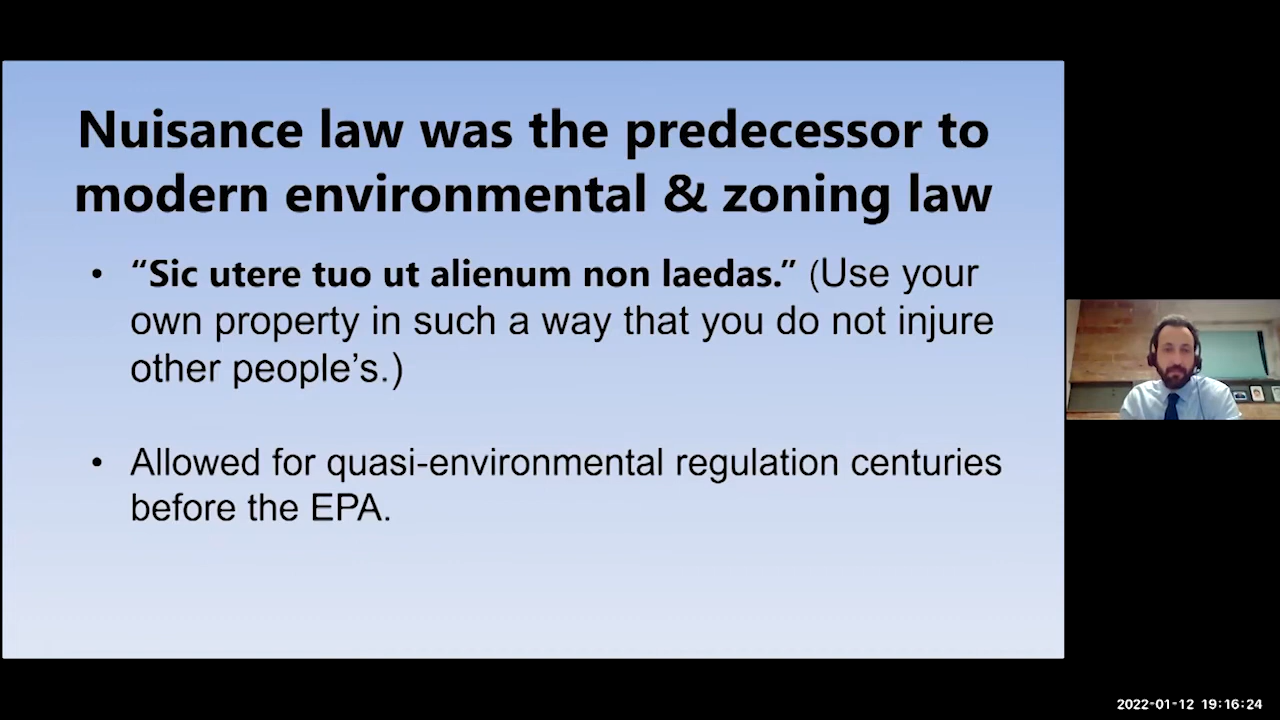 Nuisance law was the predecessor to
modern environmental & zoning law
• “Sic utere tuo ut alienum non laedas.” (Use your
own property in such a way that you do not injure
other people’s.)
• Allowed for quasi-environmental regulation centuries
before the EPA.
2022-01-12 19:16:24